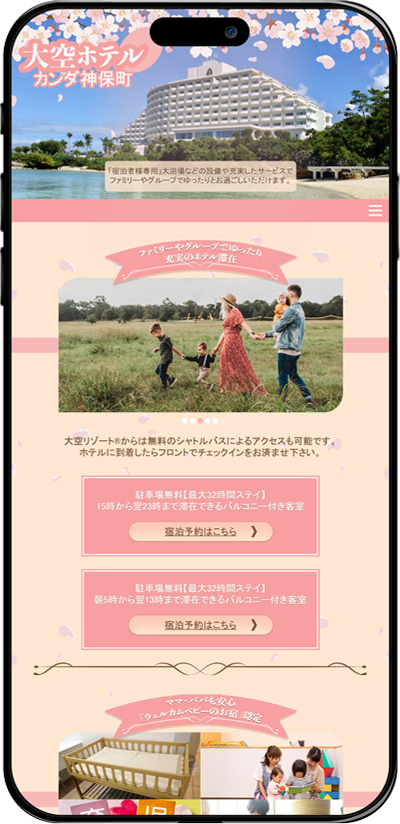 大空ホテル
カンダ神保町
「宿泊者様専用」大浴場などの設備や充実したサービスで
ファミリーやグループでゆったりとお過ごしいただけます。
ファミリーやグループでゆったり
充実のホテル滞在
大空リゾート®からは無料のシャトルバスによるアクセスも可能です。
ホテルに到着したらフロントでチェックインをお済ませ下さい。
駐車場無料【最大32時間ステイ】
15時から翌23時まで滞在できるバルコニー付き客室
宿泊予約はこちら
駐車場無料【最大32時間ステイ】
朝5時から翌13時まで滞在できるバルコニー付き客室
宿泊予約はこちら
ママ・パパも安心
『ウェルカムベビーのお宿』認定